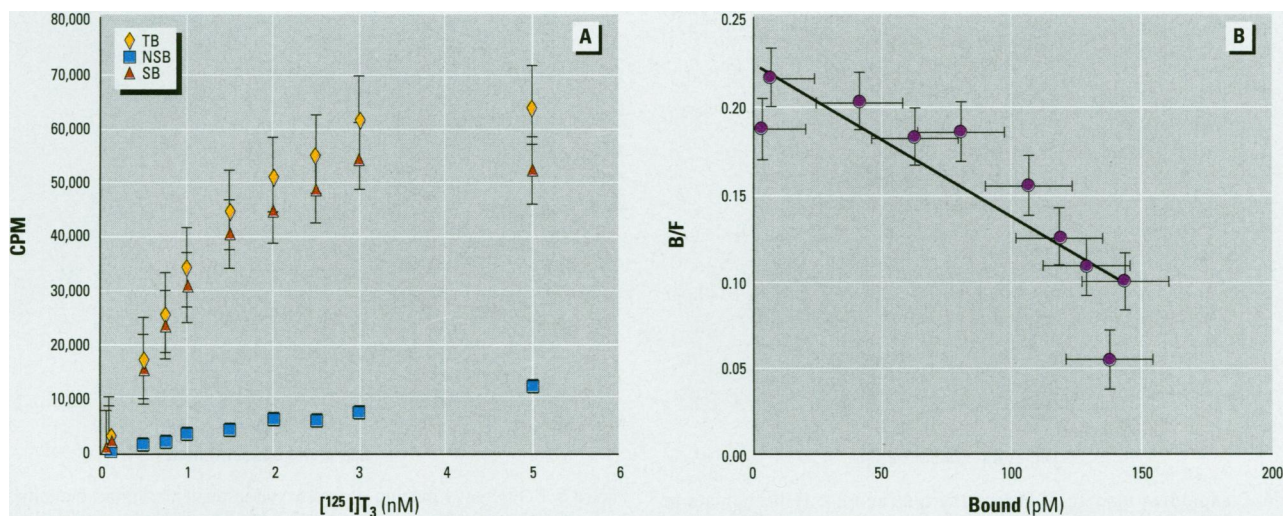 A
TB
NSB
SB
80,000
70,000
60,000
50,000
40,000
30,000
20,000
10,000
0
CPM
0 1 2 3 4 5 6
[¹²⁵ I]T₃ (nM)
B
0.25
0.20
0.15
0.10
0.05
0.00
B/F
0 50 100 150 200
Bound (pM)